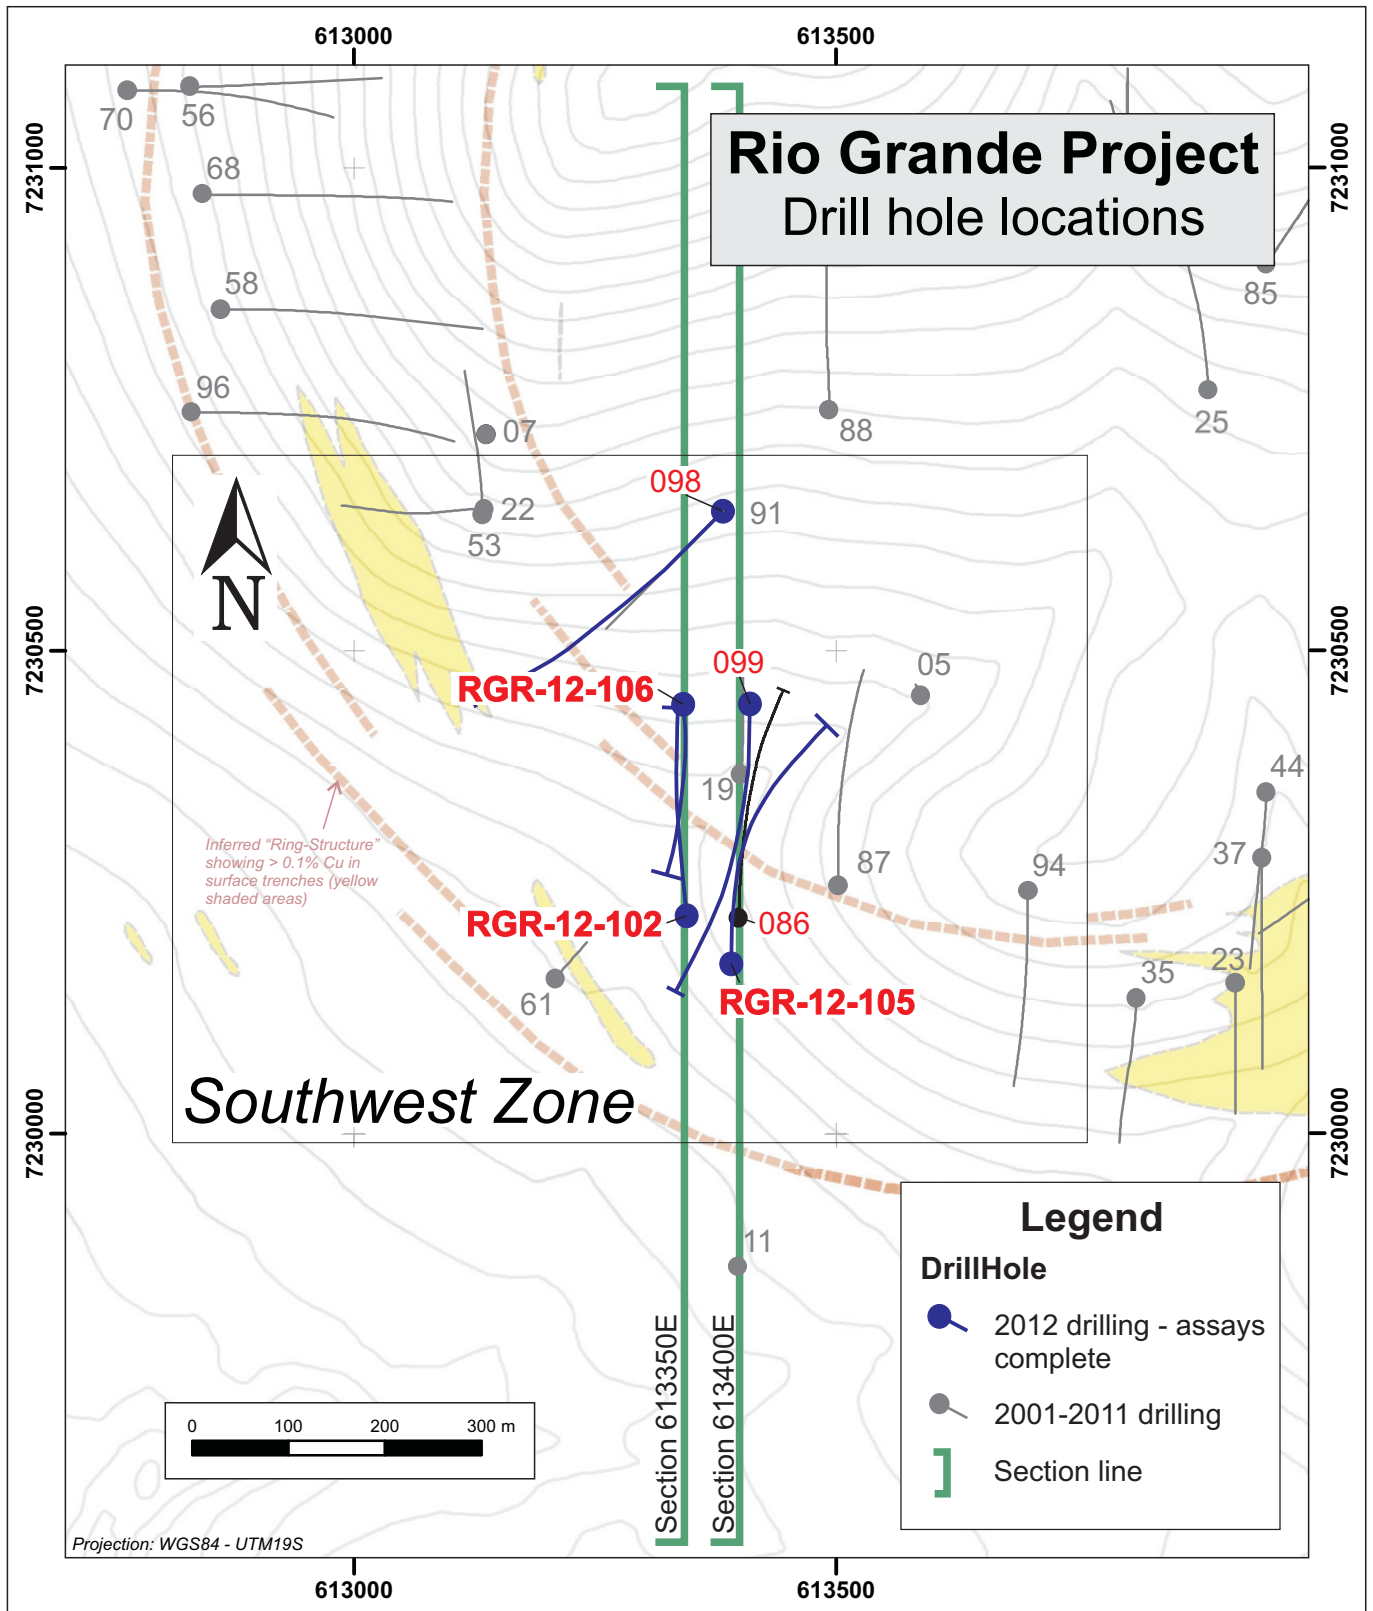 613000
613500
7231000
7231000
Rio Grande Project
Drill hole locations
70
56
68
58
85
96
07
88
25
098
91
22
53
N
7230500
7230500
099
05
RGR-12-106
19
44
37
87
94
Inferred "Ring-Structure"
showing > 0.1% Cu in
surface trenches (yellow
shaded areas)
RGR-12-102
086
23
35
61
RGR-12-105
Southwest Zone
7230000
7230000
11
Section 613350E
Section 613400E
Legend
DrillHole
2012 drilling - assays
complete
2001-2011 drilling
Section line
0 100 200 300 m
Projection: WGS84 - UTM19S
613000
613500